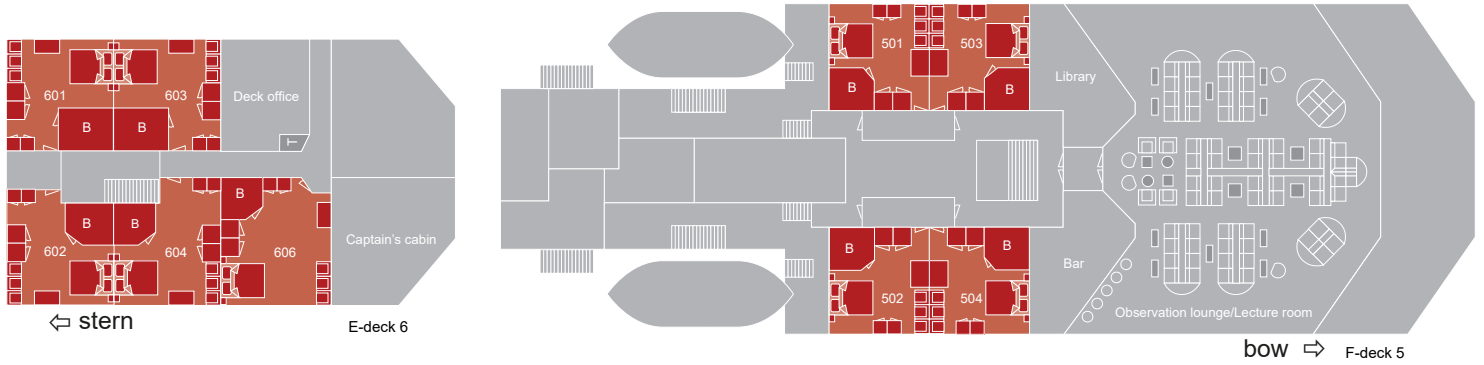 601
603
B
B
Deck office
T
B
B
B
602
604
606
Captain's cabin
⇦ stern
E-deck 6
501
503
B
B
Library
B
B
502
504
Bar
Observation lounge/Lecture room
bow ⇨
F-deck 5